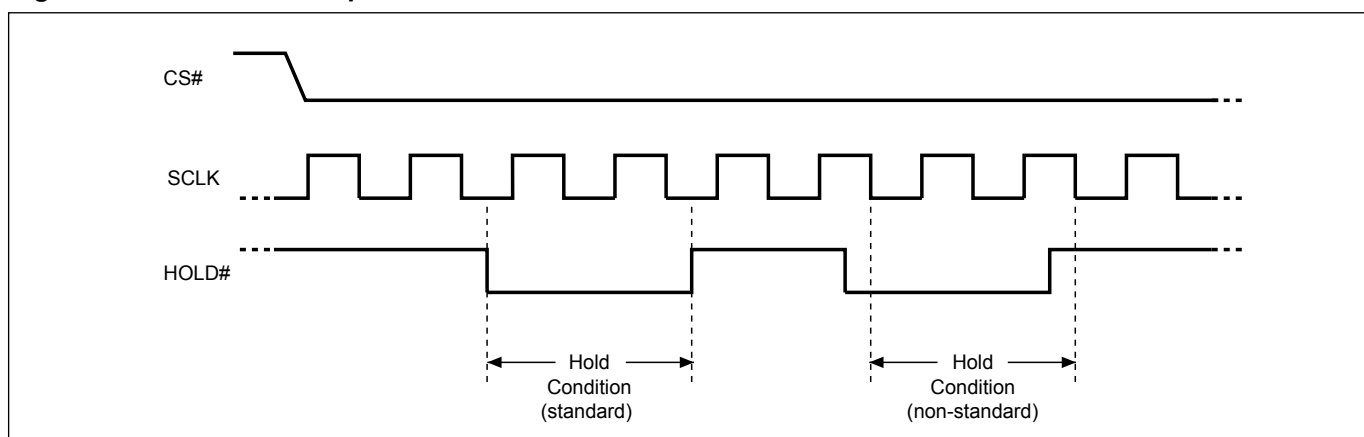 CS#
SCLK
HOLD#
Hold
Condition
(standard)
Hold
Condition
(non-standard)